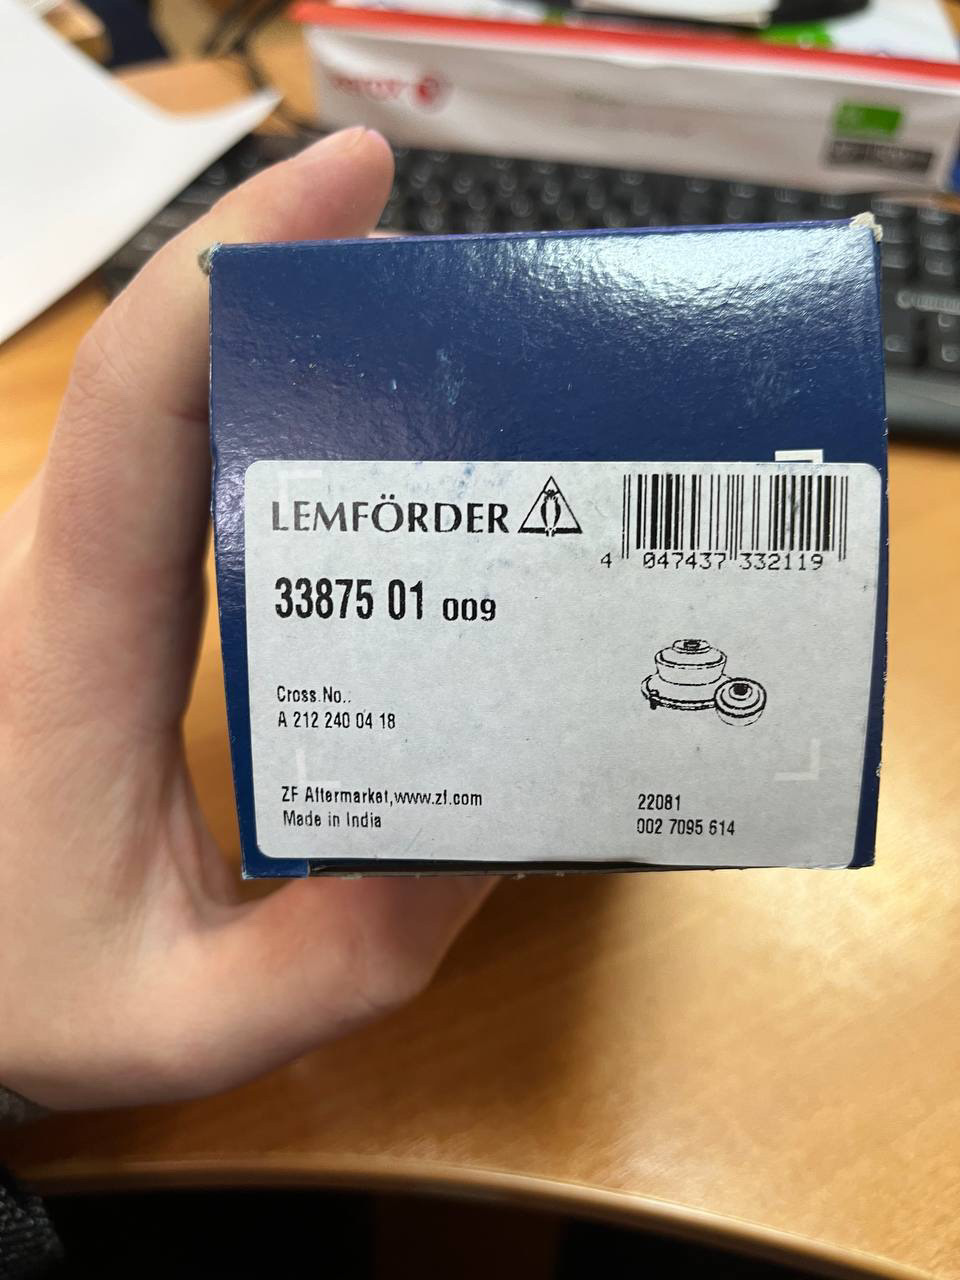 LEMFÖRDER
4 047437 332119
33875 01 009
Cross.No..
A 212 240 04 18
ZF Aftermarket,www.zf.com
Made in India
22081
002 7095 614